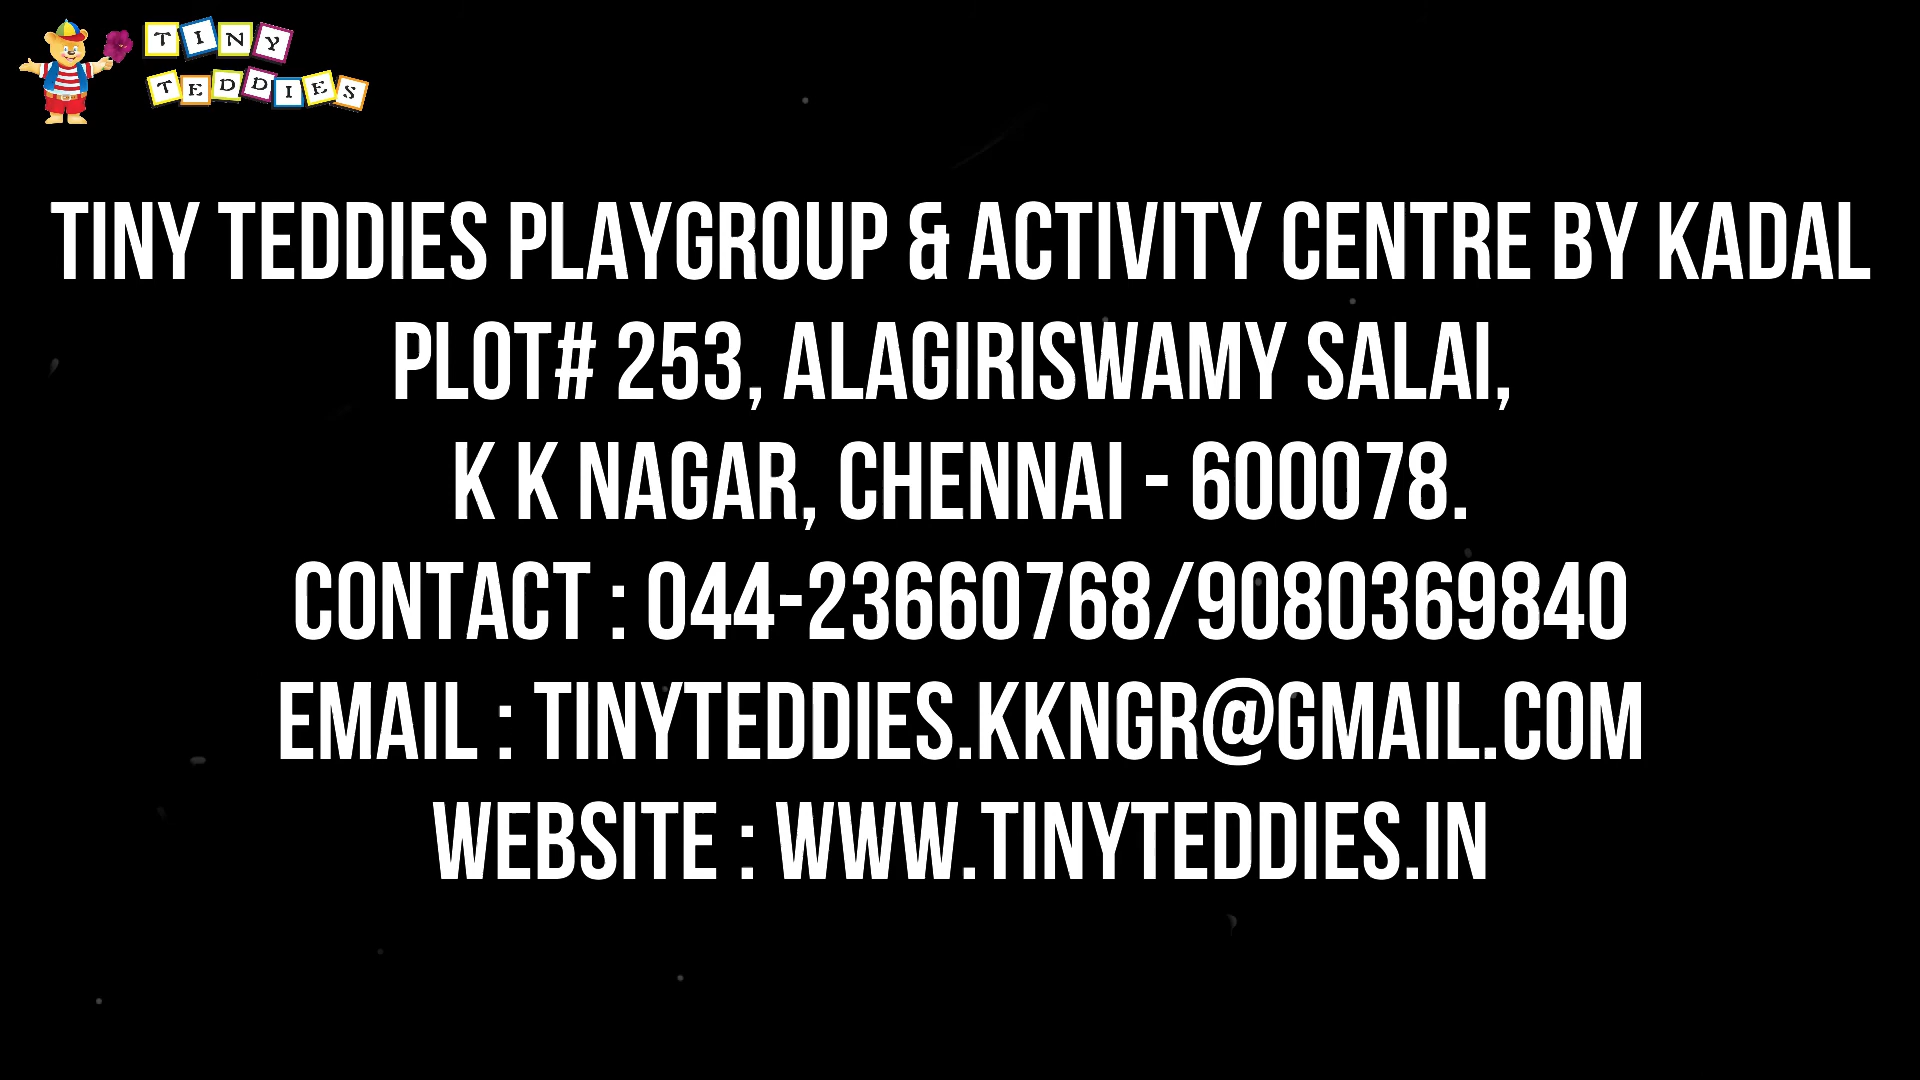 TINY
TEDDIES
TINY TEDDIES PLAYGROUP & ACTIVITY CENTRE BY KADAL
PLOT# 253, ALAGIRISWAMY SALAI,
K K NAGAR, CHENNAI - 600078.
CONTACT : 044-23660768/9080369840
EMAIL : TINYTEDDIES.KKNGR@GMAIL.COM
WEBSITE : WWW.TINYTEDDIES.IN